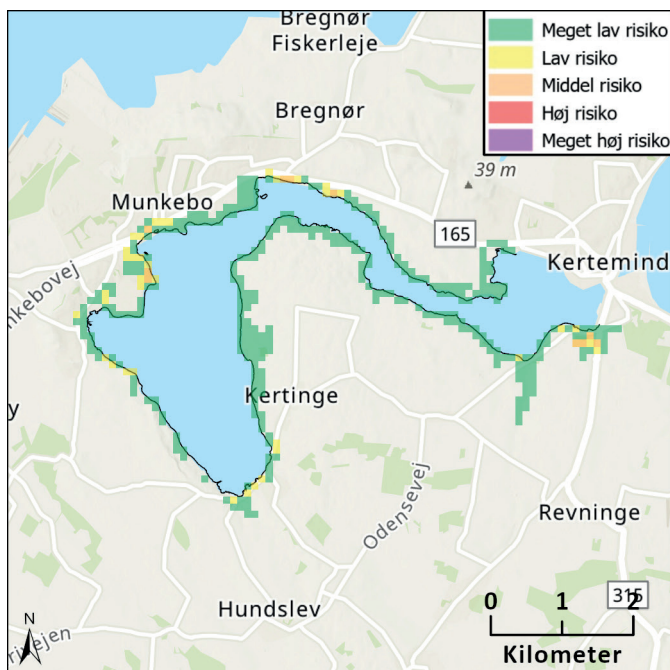 Bregnør
Fiskerleje
Meget lav risiko
Lav risiko
Middel risiko
Høj risiko
Meget høj risiko
Bregnør
39 m
Munkebo
165
Kertemind
nkebovej
y
Kertinge
Odensevej
Revninge
Hundslev
315
0 1 2
Kilometer
N